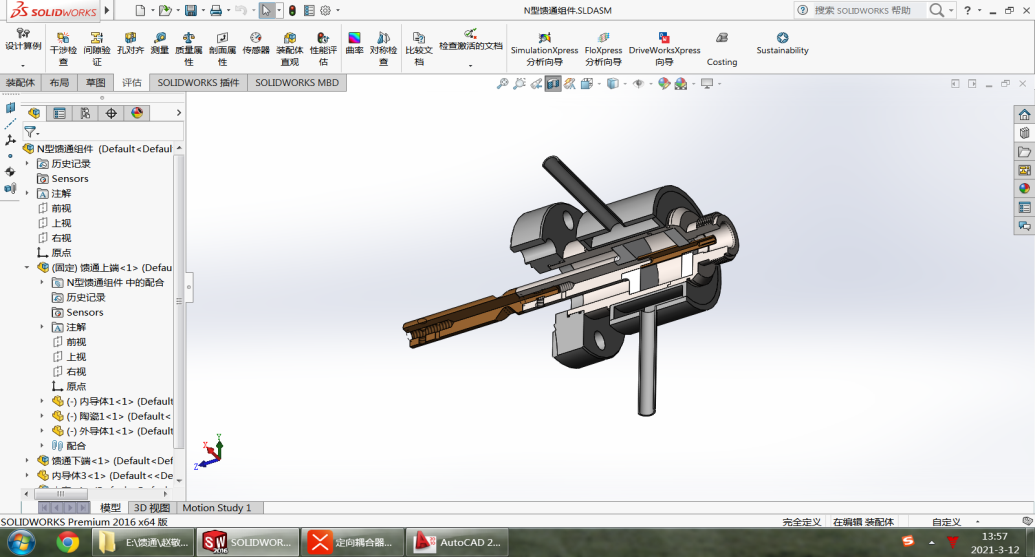 SOLIDWORKS
N型馈通组件.SLDASM
搜索 SOLIDWORKS 帮助
设计算例
干涉检查
间隙验证
孔对齐
测量
质量属性
剖面属性
传感器
装配体直观
性能评估
曲率
对称检查
比较文档
检查激活的文档
SimulationXpress 分析向导
FloXpress 分析向导
DriveWorksXpress 向导
Costing
Sustainability
装配体 布局 草图 评估 SOLIDWORKS 插件 SOLIDWORKS MBD
N型馈通组件 (Default<Defaul
历史记录
Sensors
注解
前视
上视
右视
原点
(固定) 馈通上端<1> (Defau
N型馈通组件 中的配合
历史记录
Sensors
注解
前视
上视
右视
原点
(-) 内导体1<1> (Default
(-) 陶瓷1<1> (Default<
(-) 外导体1<1> (Default
配合
馈通下端<1> (Default<Def
内导体3<1> (Default<<De
Y
X
Z
模型 3D 视图 Motion Study 1
SOLIDWORKS Premium 2016 x64 版
完全定义 在编辑 装配体 自定义
E:\馈通\赵敬...
SOLIDWOR...
定向耦合器...
AutoCAD 2...
13:57
2021-3-12